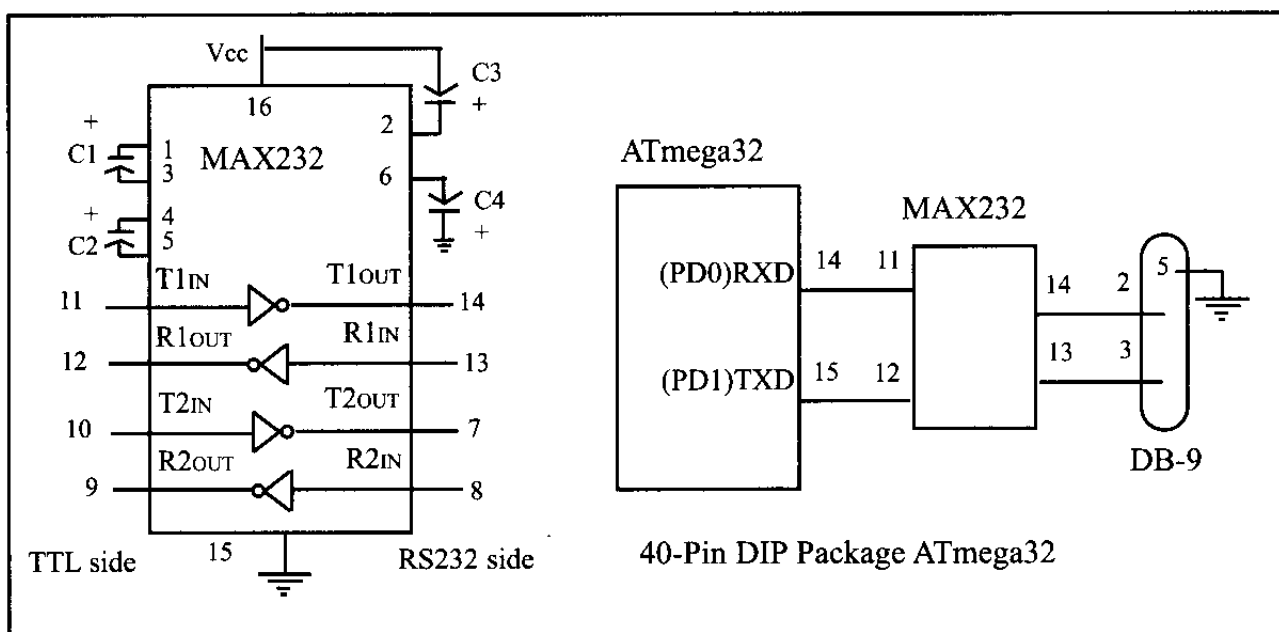 Vcc
C3
+
16
2
+
C1
1
MAX232
3
6
+
C4
4
C2
5
+
T1IN
T1OUT
11
14
R1OUT
R1IN
12
13
T2IN
T2OUT
10
7
R2OUT
R2IN
9
8
TTL side
15
RS232 side
ATmega32
MAX232
(PD0)RXD
14
11
14
2
5
13
3
(PD1)TXD
15
12
DB-9
40-Pin DIP Package ATmega32